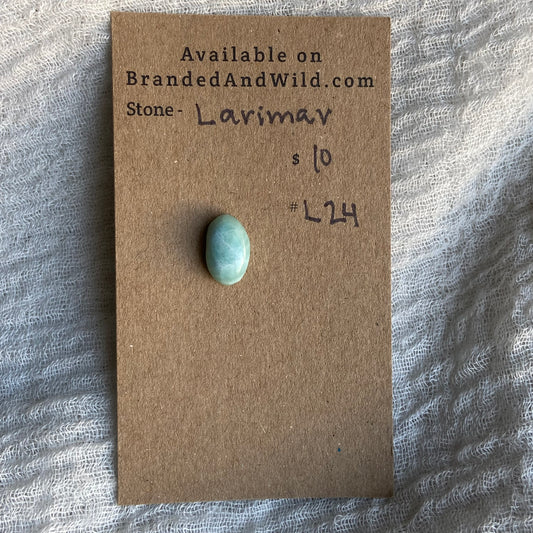 Available on
BrandedAndWild.com
Stone - Larimar
$ 10
#L24